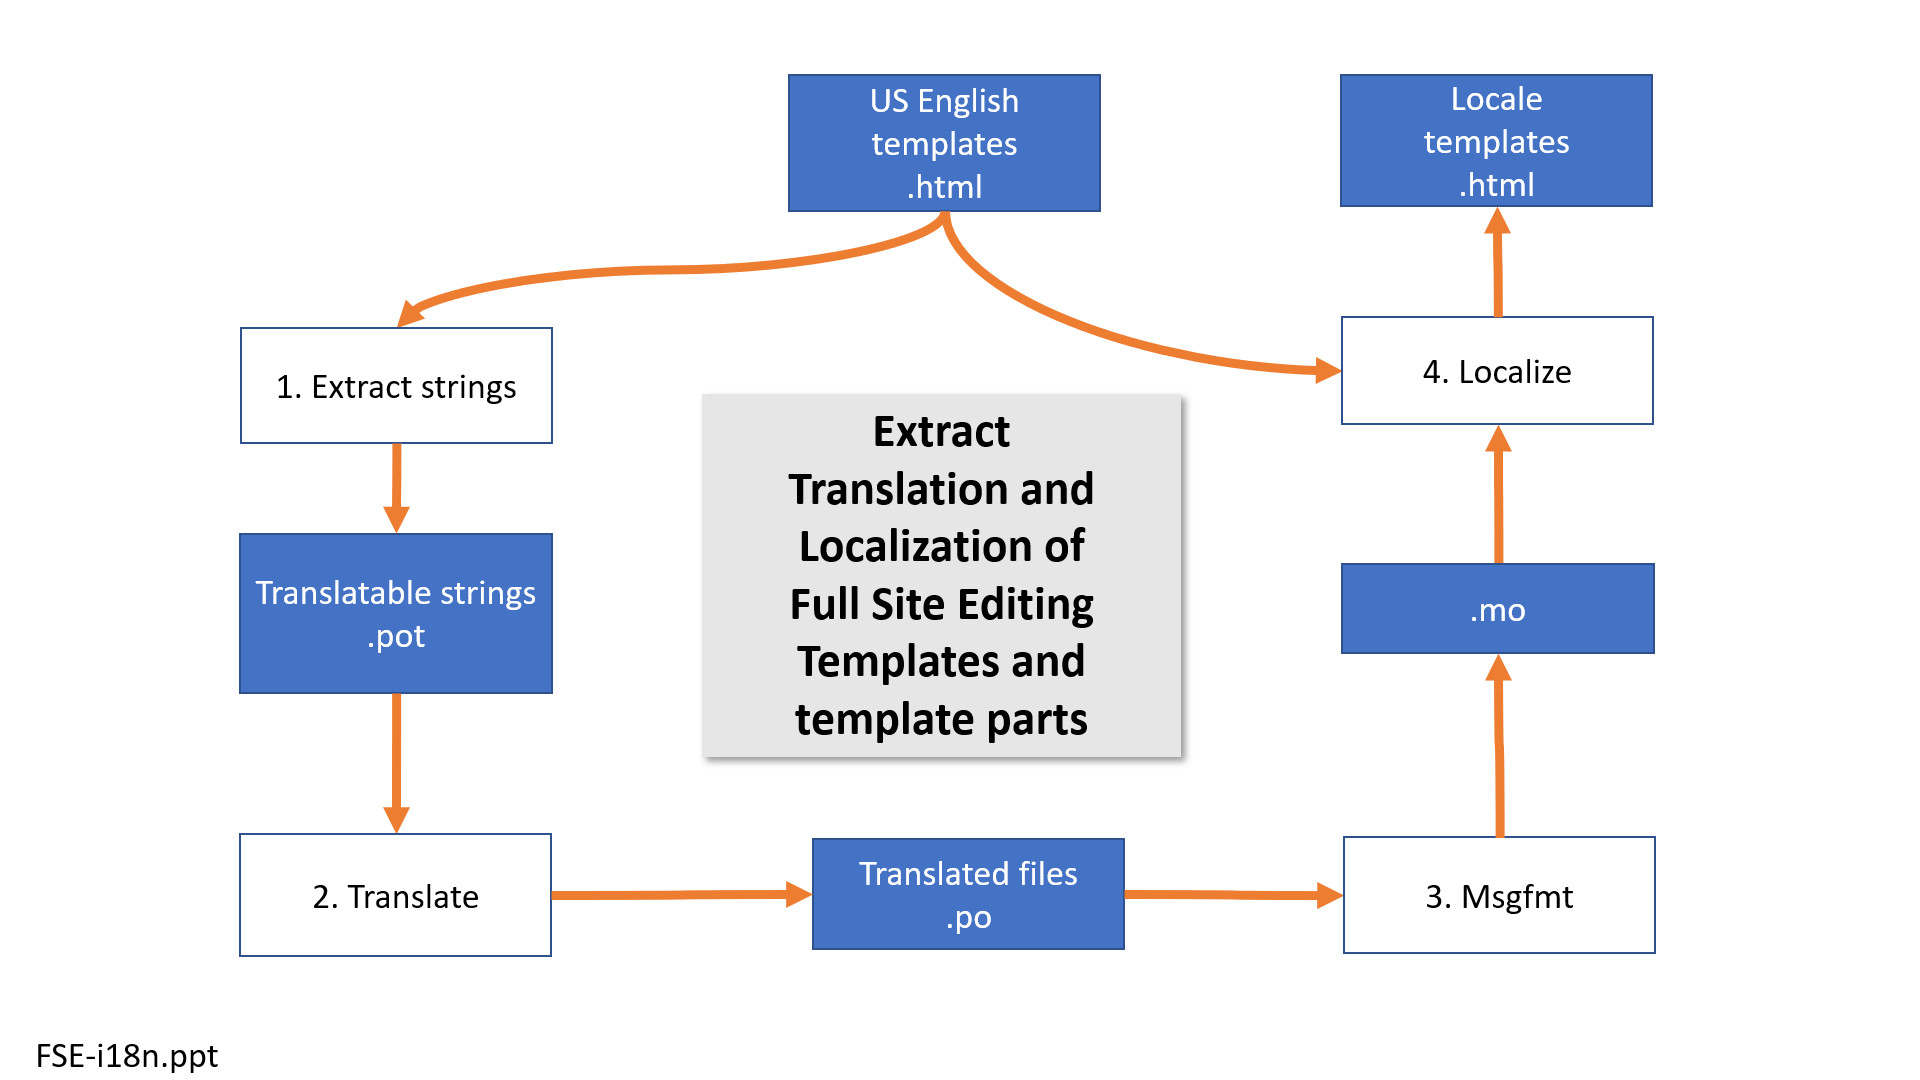 US English
templates
.html
Locale
templates
.html
1. Extract strings
4. Localize
Extract
Translation and
Localization of
Full Site Editing
Templates and
template parts
Translatable strings
.pot
.mo
2. Translate
Translated files
.po
3. Msgfmt
FSE-i18n.ppt